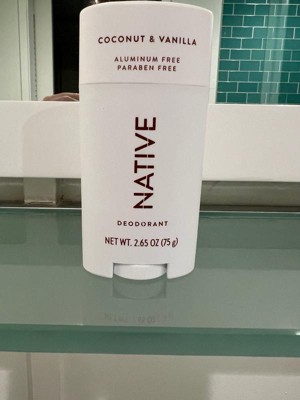 COCONUT & VANILLA
ALUMINUM FREE
PARABEN FREE
NATIVE
DEODORANT
NET WT. 2.65 OZ (75 g)